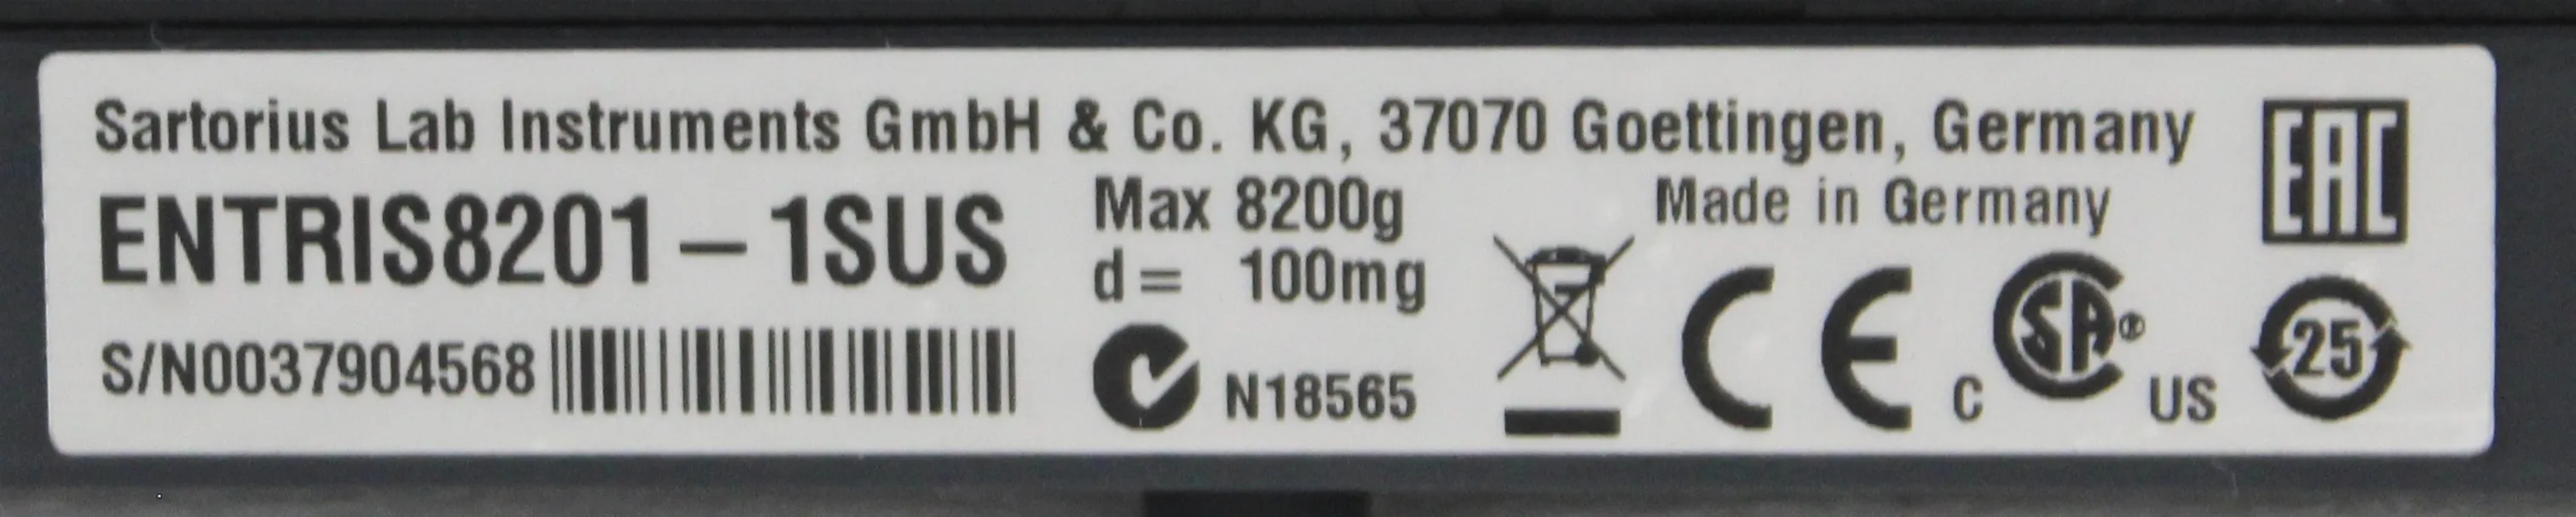 Sartorius Lab Instruments GmbH & Co. KG, 37070 Goettingen, Germany
ENTRIS8201 – 1SUS
Max 8200g
d= 100mg
Made in Germany
S/N0037904568
N18565
CE
C SA® US
EAC
25